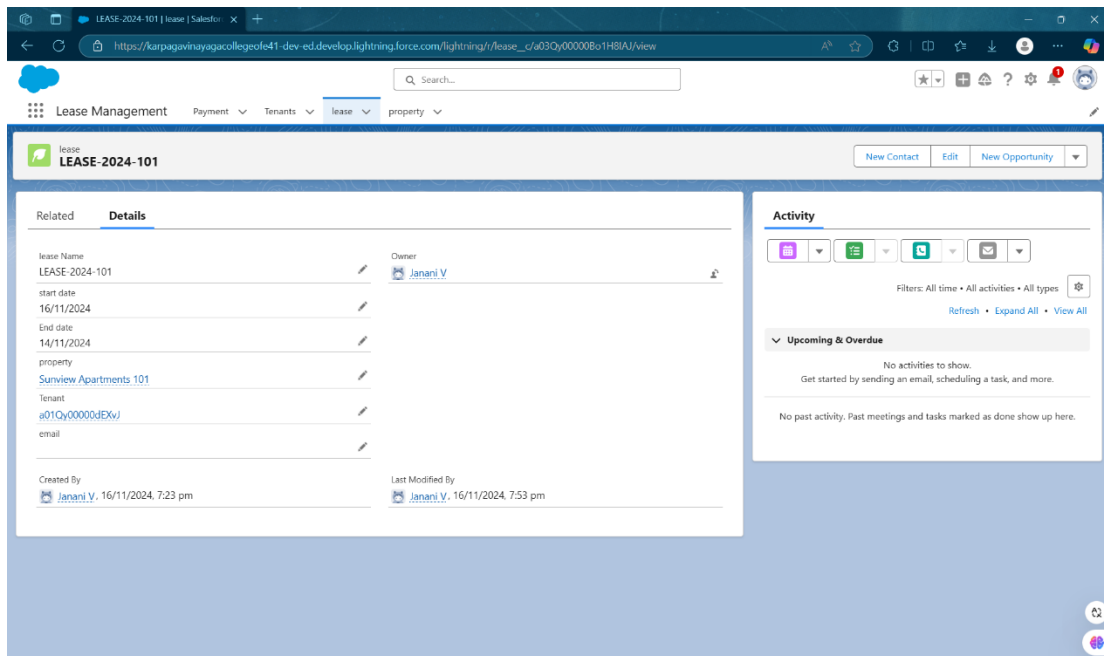 LEASE-2024-101 | lease | Salesfor
https://karpagavinayagacollegeofe41-dev-ed.develop.lightning.force.com/lightning/r/lease__c/a03Qy00000Bo1H8IAJ/view
Search...
Lease Management Payment Tenants lease property
lease
LEASE-2024-101
New Contact Edit New Opportunity
Related Details
lease Name
LEASE-2024-101
Owner
Janani V
start date
16/11/2024
End date
14/11/2024
property
Sunview Apartments 101
Tenant
a01Qy00000dEXvJ
email
Created By
Janani V, 16/11/2024, 7:23 pm
Last Modified By
Janani V, 16/11/2024, 7:53 pm
Activity
Filters: All time • All activities • All types
Refresh • Expand All • View All
Upcoming & Overdue
No activities to show.
Get started by sending an email, scheduling a task, and more.
No past activity. Past meetings and tasks marked as done show up here.